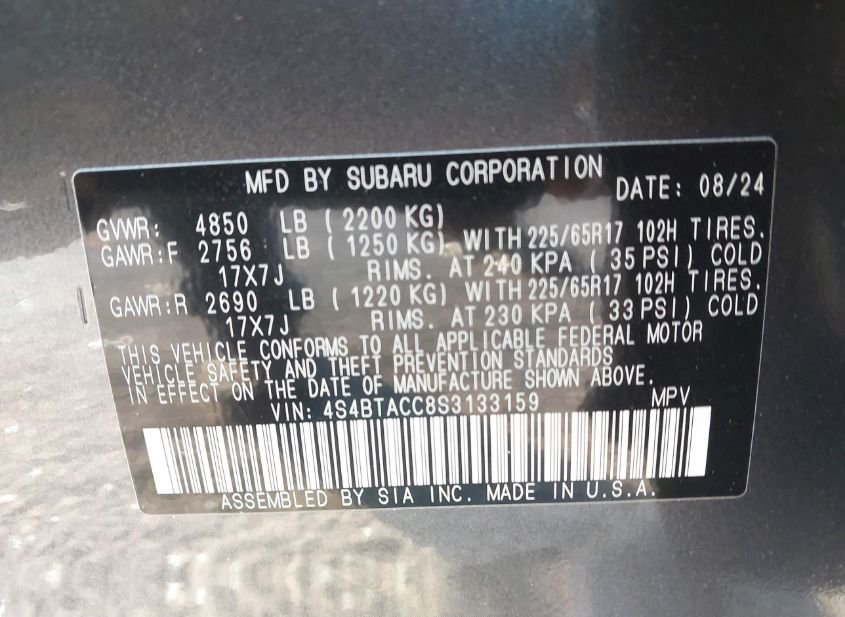 MFD BY SUBARU CORPORATION DATE: 08/24
GVWR: 4850 LB (2200 KG)
GAWR:F 2756 LB (1250 KG) WITH 225/65R17 102H TIRES.
17X7J RIMS. AT 240 KPA (35 PSI) COLD
GAWR:R 2690 LB (1220 KG) WITH 225/65R17 102H TIRES.
17X7J RIMS. AT 230 KPA (33 PSI) COLD
THIS VEHICLE CONFORMS TO ALL APPLICABLE FEDERAL MOTOR
VEHICLE SAFETY AND THEFT PREVENTION STANDARDS
IN EFFECT ON THE DATE OF MANUFACTURE SHOWN ABOVE.
VIN: 4S4BTACC8S3133159 MPV
ASSEMBLED BY SIA INC. MADE IN U.S.A.